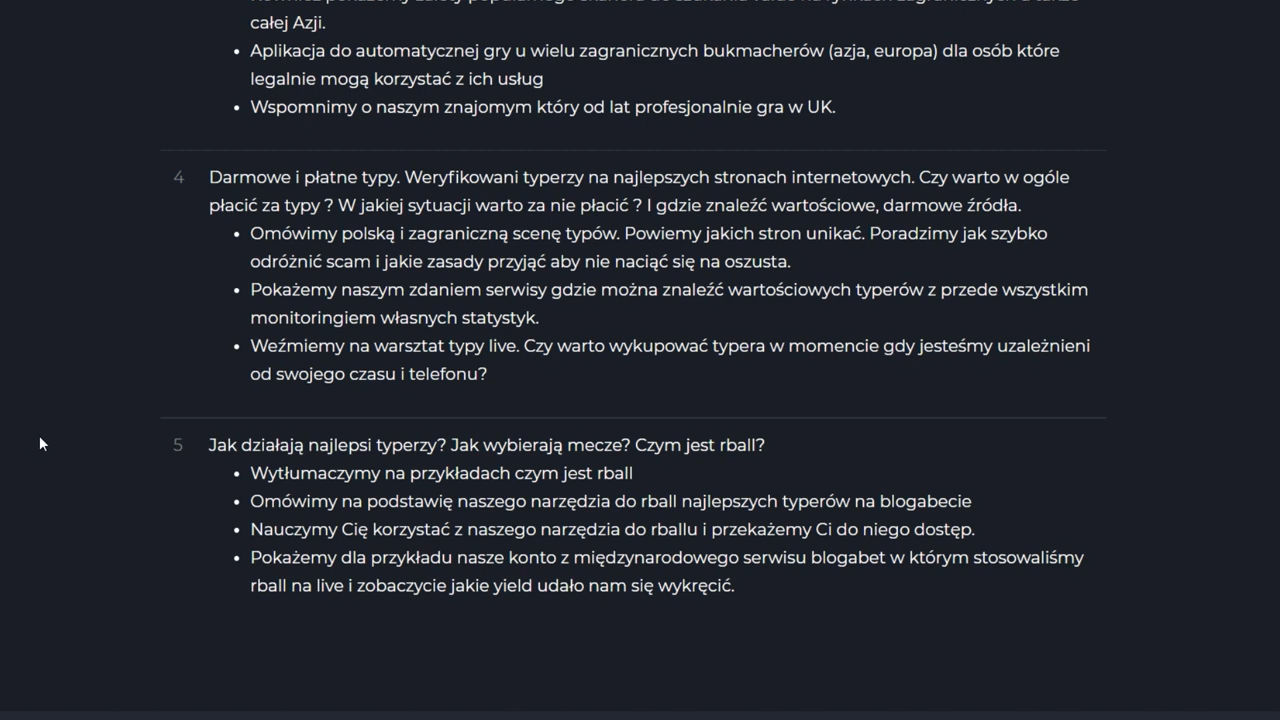 całej Azji.
• Aplikacja do automatycznej gry u wielu zagranicznych bukmacherów (azja, europa) dla osób które
legalnie mogą korzystać z ich usług
• Wspomnimy o naszym znajomym który od lat profesjonalnie gra w UK.
4 Darmowe i płatne typy. Weryfikowani typerzy na najlepszych stronach internetowych. Czy warto w ogóle
płacić za typy ? W jakiej sytuacji warto za nie płacić ? I gdzie znaleźć wartościowe, darmowe źródła.
• Omówimy polską i zagraniczną scenę typów. Powiemy jakich stron unikać. Poradzimy jak szybko
odróżnić scam i jakie zasady przyjąć aby nie naciąć się na oszusta.
• Pokażemy naszym zdaniem serwisy gdzie można znaleźć wartościowych typerów z przede wszystkim
monitoringiem własnych statystyk.
• Weźmiemy na warsztat typy live. Czy warto wykupować typera w momencie gdy jesteśmy uzależnieni
od swojego czasu i telefonu?
5 Jak działają najlepsi typerzy? Jak wybierają mecze? Czym jest rball?
• Wytłumaczymy na przykładach czym jest rball
• Omówimy na podstawię naszego narzędzia do rball najlepszych typerów na blogabecie
• Nauczymy Cię korzystać z naszego narzędzia do rballu i przekażemy Ci do niego dostęp.
• Pokażemy dla przykładu nasze konto z międzynarodowego serwisu blogabet w którym stosowaliśmy
rball na live i zobaczycie jakie yield udało nam się wykręcić.